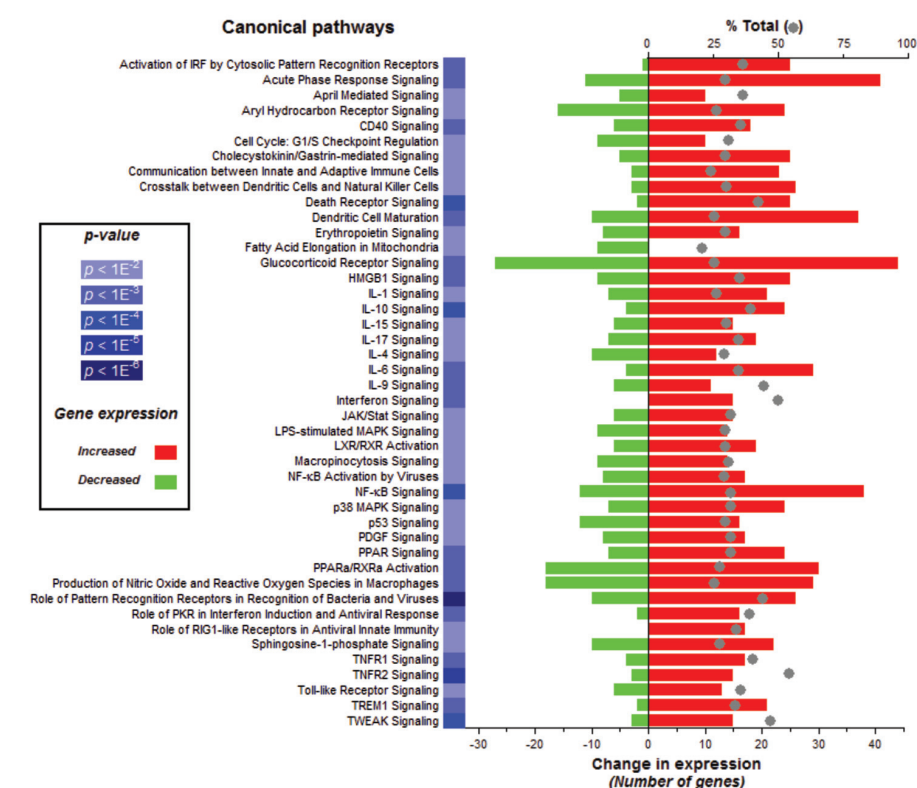 Canonical pathways
% Total ( )
0 25 50 75 100
Activation of IRF by Cytosolic Pattern Recognition Receptors
Acute Phase Response Signaling
April Mediated Signaling
Aryl Hydrocarbon Receptor Signaling
CD40 Signaling
Cell Cycle: G1/S Checkpoint Regulation
Cholecystokinin/Gastrin-mediated Signaling
Communication between Innate and Adaptive Immune Cells
Crosstalk between Dendritic Cells and Natural Killer Cells
Death Receptor Signaling
Dendritic Cell Maturation
Erythropoietin Signaling
Fatty Acid Elongation in Mitochondria
Glucocorticoid Receptor Signaling
HMGB1 Signaling
IL-1 Signaling
IL-10 Signaling
IL-15 Signaling
IL-17 Signaling
IL-4 Signaling
IL-6 Signaling
IL-9 Signaling
Interferon Signaling
JAK/Stat Signaling
LPS-stimulated MAPK Signaling
LXR/RXR Activation
Macropinocytosis Signaling
NF-κB Activation by Viruses
NF-κB Signaling
p38 MAPK Signaling
p53 Signaling
PDGF Signaling
PPAR Signaling
PPARa/RXRa Activation
Production of Nitric Oxide and Reactive Oxygen Species in Macrophages
Role of Pattern Recognition Receptors in Recognition of Bacteria and Viruses
Role of PKR in Interferon Induction and Antiviral Response
Role of RIG1-like Receptors in Antiviral Innate Immunity
Sphingosine-1-phosphate Signaling
TNFR1 Signaling
TNFR2 Signaling
Toll-like Receptor Signaling
TREM1 Signaling
TWEAK Signaling
p-value
p < 1E-2
p < 1E-3
p < 1E-4
p < 1E-5
p < 1E-6
Gene expression
Increased
Decreased
-30 -20 -10 0 10 20 30 40
Change in expression
(Number of genes)